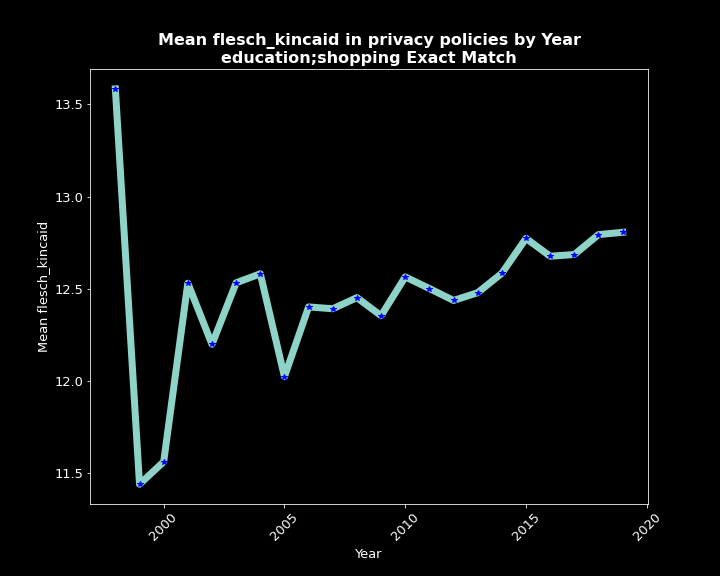 Mean flesch_kincaid in privacy policies by Year
education;shopping Exact Match
13.5
13.0
12.5
12.0
11.5
Mean flesch_kincaid
2000
2005
2010
2015
2020
Year